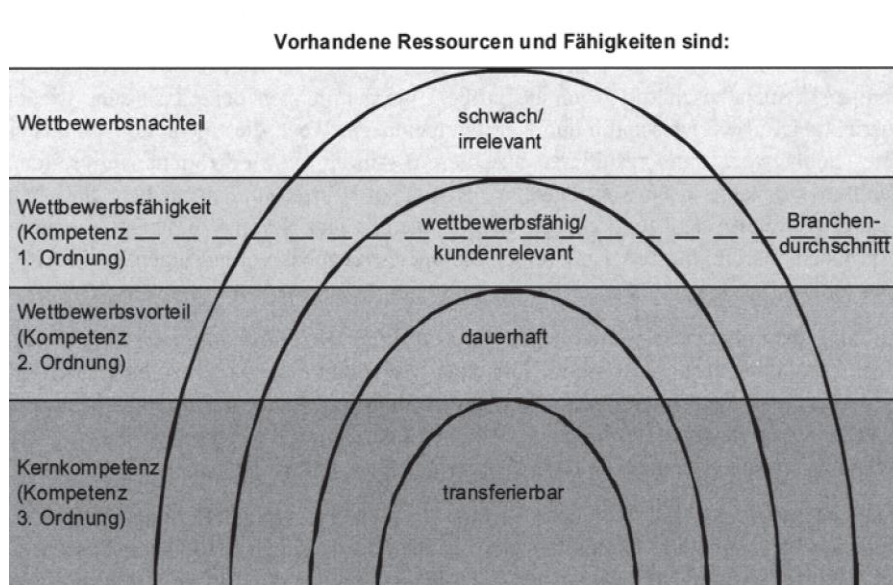 Vorhandene Ressourcen und Fähigkeiten sind:
Wettbewerbsnachteil
schwach/
irrelevant
Wettbewerbsfähigkeit
(Kompetenz
1. Ordnung)
wettbewerbsfähig/
kundenrelevant
Branchen-
durchschnitt
Wettbewerbsvorteil
(Kompetenz
2. Ordnung)
dauerhaft
Kernkompetenz
(Kompetenz
3. Ordnung)
transferierbar